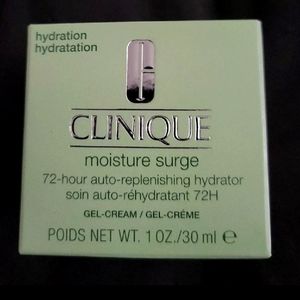 hydration
hydratation
CLINIQUE
moisture surge
72-hour auto-replenishing hydrator
soin auto-réhydratant 72H
GEL-CREAM / GEL-CRÈME
POIDS NET WT. 1 OZ./30 ml ℮